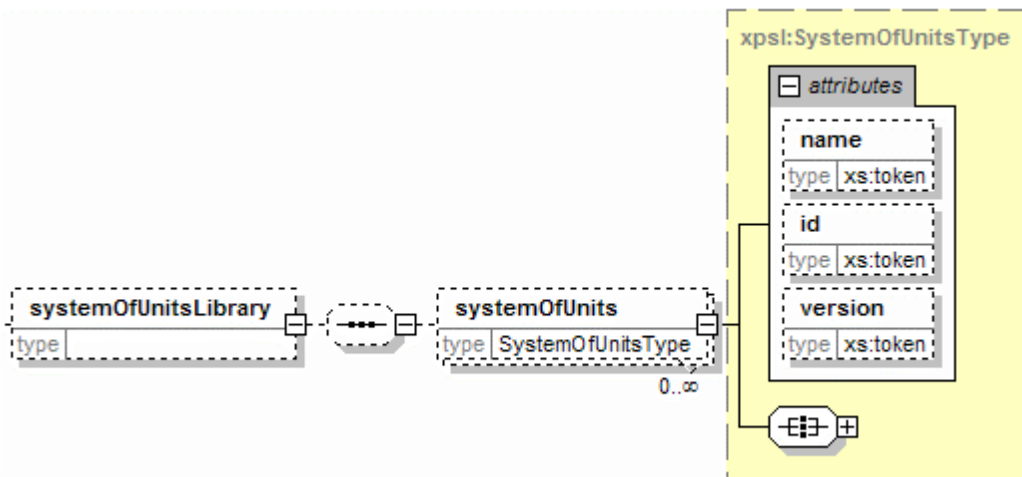 xpsl:SystemOfUnitsType
attributes
name
type xs:token
id
type xs:token
systemOfUnitsLibrary
type
systemOfUnits
type SystemOfUnitsType
0..∞
version
type xs:token